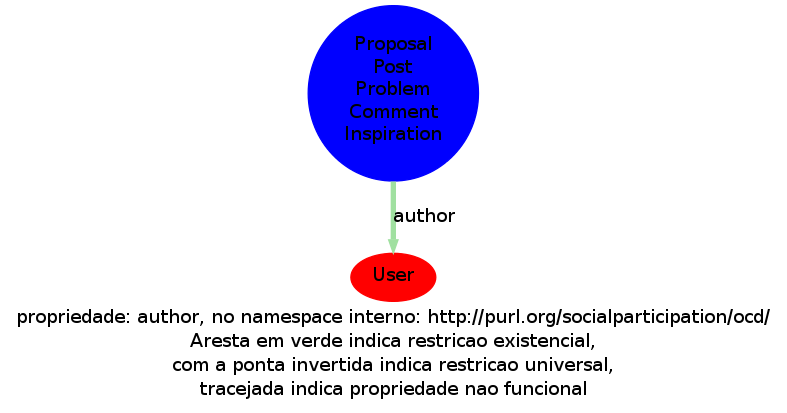 Proposal
Post
Problem
Comment
Inspiration
author
User
propriedade: author, no namespace interno: http://purl.org/socialparticipation/ocd/
Aresta em verde indica restricao existencial,
com a ponta invertida indica restricao universal,
tracejada indica propriedade nao funcional